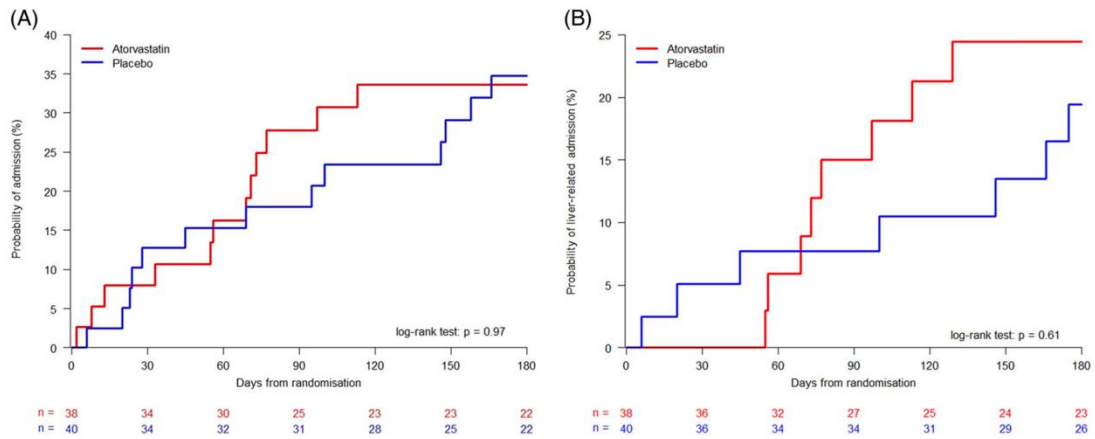 (A)
Probability of admission (%)
40
35
30
25
20
15
10
5
0
Atorvastatin
Placebo
log-rank test: p = 0.97
0 30 60 90 120 150 180
Days from randomisation
n = 38 34 30 25 23 23 22
n = 40 34 32 31 28 25 22
(B)
Probability of liver-related admission (%)
25
20
15
10
5
0
Atorvastatin
Placebo
log-rank test: p = 0.61
0 30 60 90 120 150 180
Days from randomisation
n = 38 36 32 27 25 24 23
n = 40 36 34 34 31 29 26